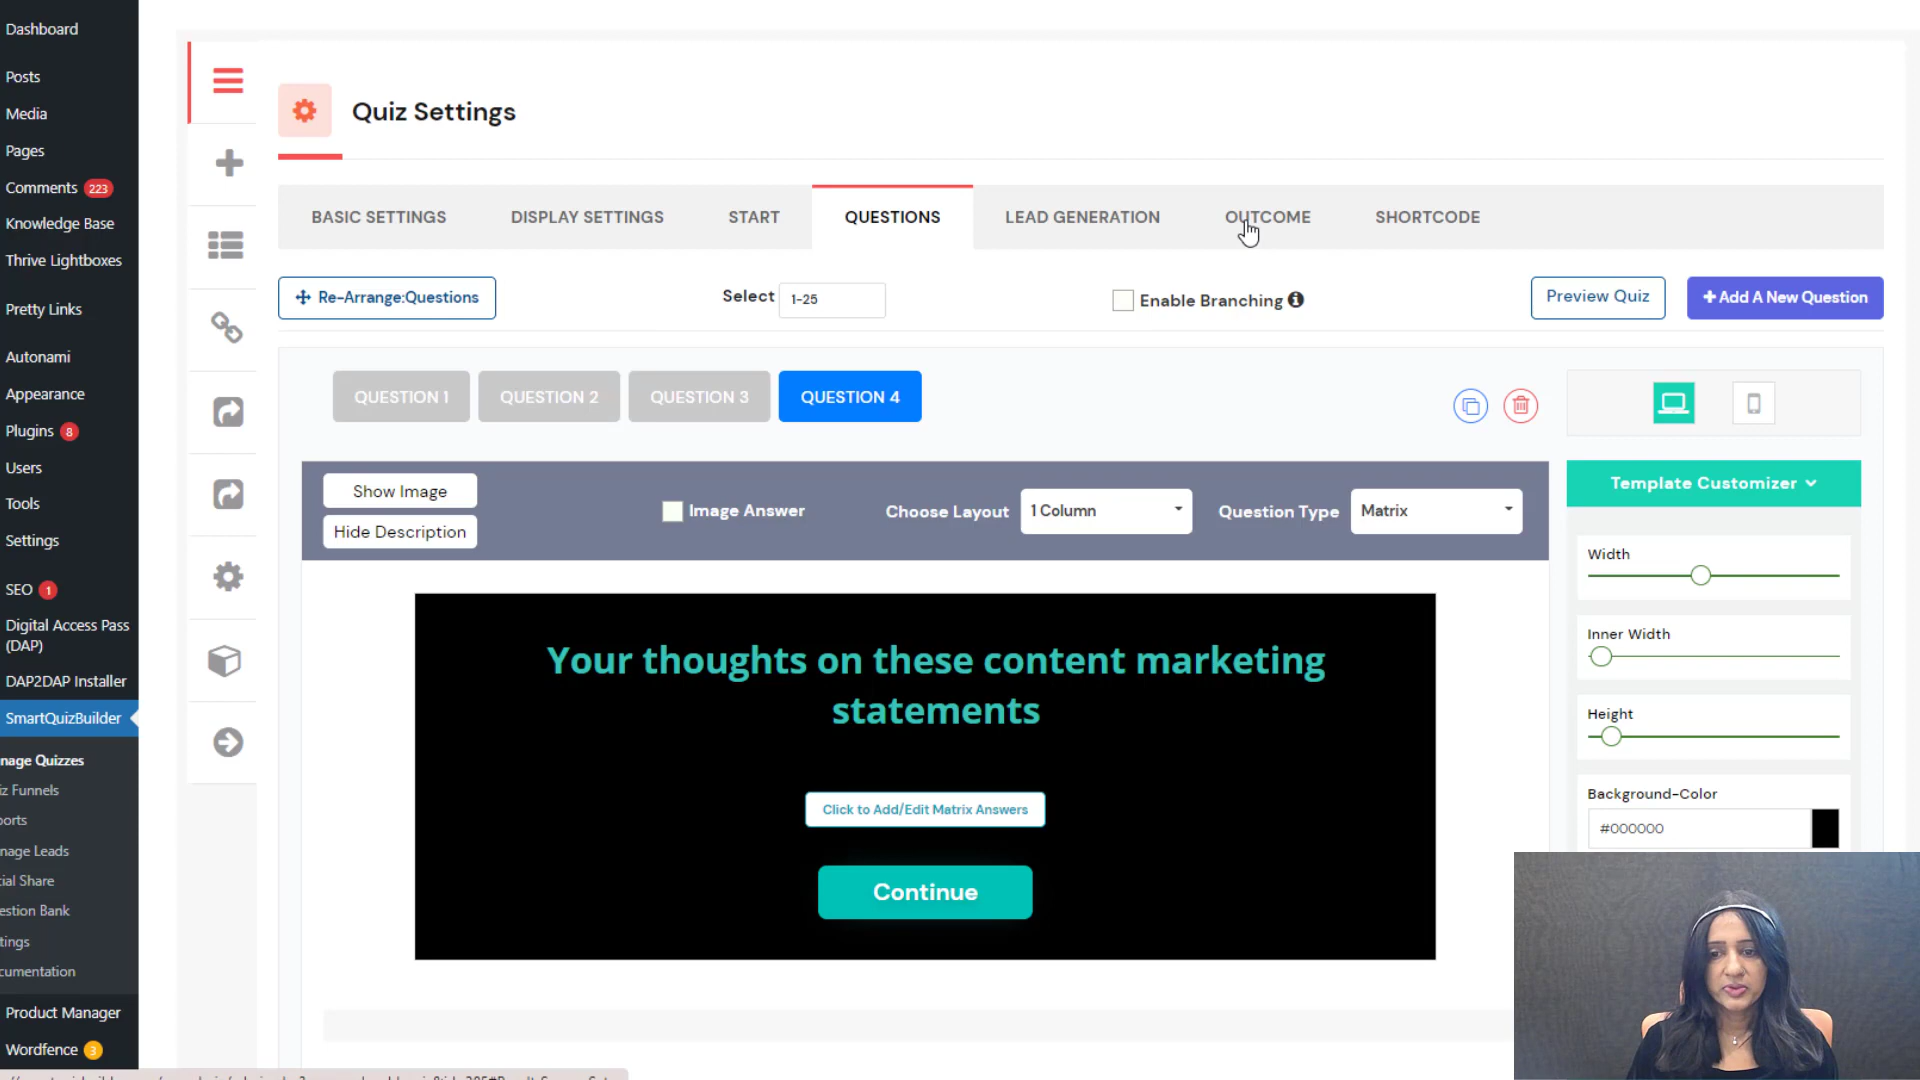 Dashboard
Posts
Media
Pages
Comments 223
Knowledge Base
Thrive Lightboxes
Pretty Links
Autonami
Appearance
Plugins 8
Users
Tools
Settings
SEO 1
Digital Access Pass
(DAP)
DAP2DAP Installer
SmartQuizBuilder
nage Quizzes
iz Funnels
orts
nage Leads
cial Share
estion Bank
tings
cumentation
Product Manager
Wordfence 3
Quiz Settings
BASIC SETTINGS
DISPLAY SETTINGS
START
QUESTIONS
LEAD GENERATION
OUTCOME
SHORTCODE
Re-Arrange:Questions
Select 1-25
Enable Branching
Preview Quiz
Add A New Question
QUESTION 1
QUESTION 2
QUESTION 3
QUESTION 4
Show Image
Hide Description
Image Answer
Choose Layout 1 Column
Question Type Matrix
Your thoughts on these content marketing
statements
Click to Add/Edit Matrix Answers
Continue
Template Customizer
Width
Inner Width
Height
Background-Color
#000000